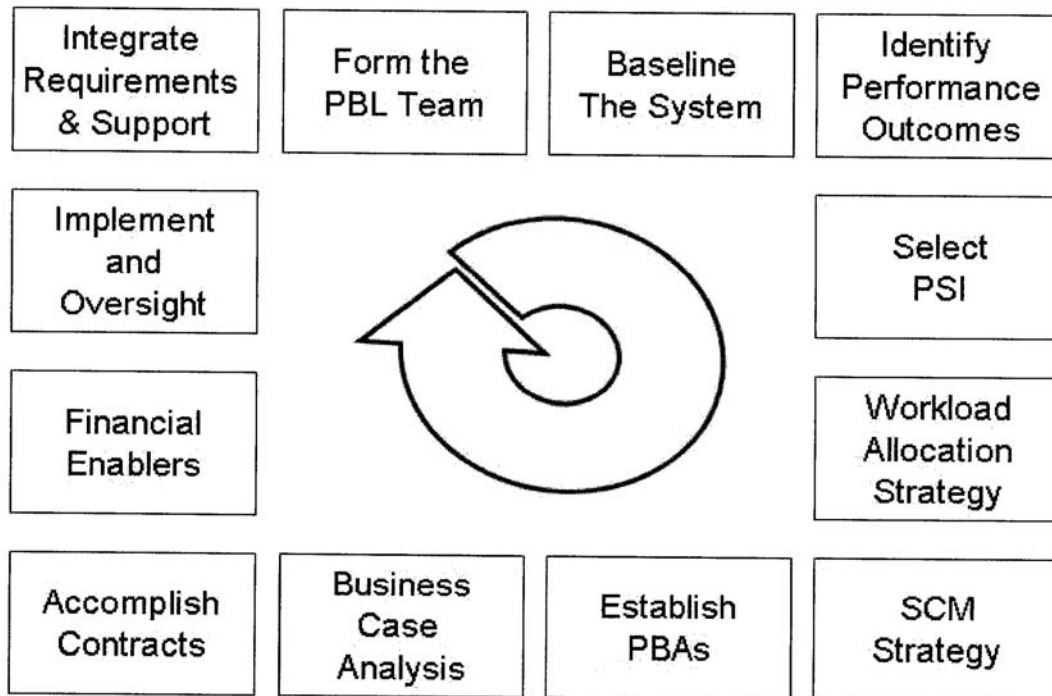 Integrate
Requirements
& Support
Form the
PBL Team
Baseline
The System
Identify
Performance
Outcomes
Implement
and
Oversight
Select
PSI
Financial
Enablers
Workload
Allocation
Strategy
Accomplish
Contracts
Business
Case
Analysis
Establish
PBAs
SCM
Strategy